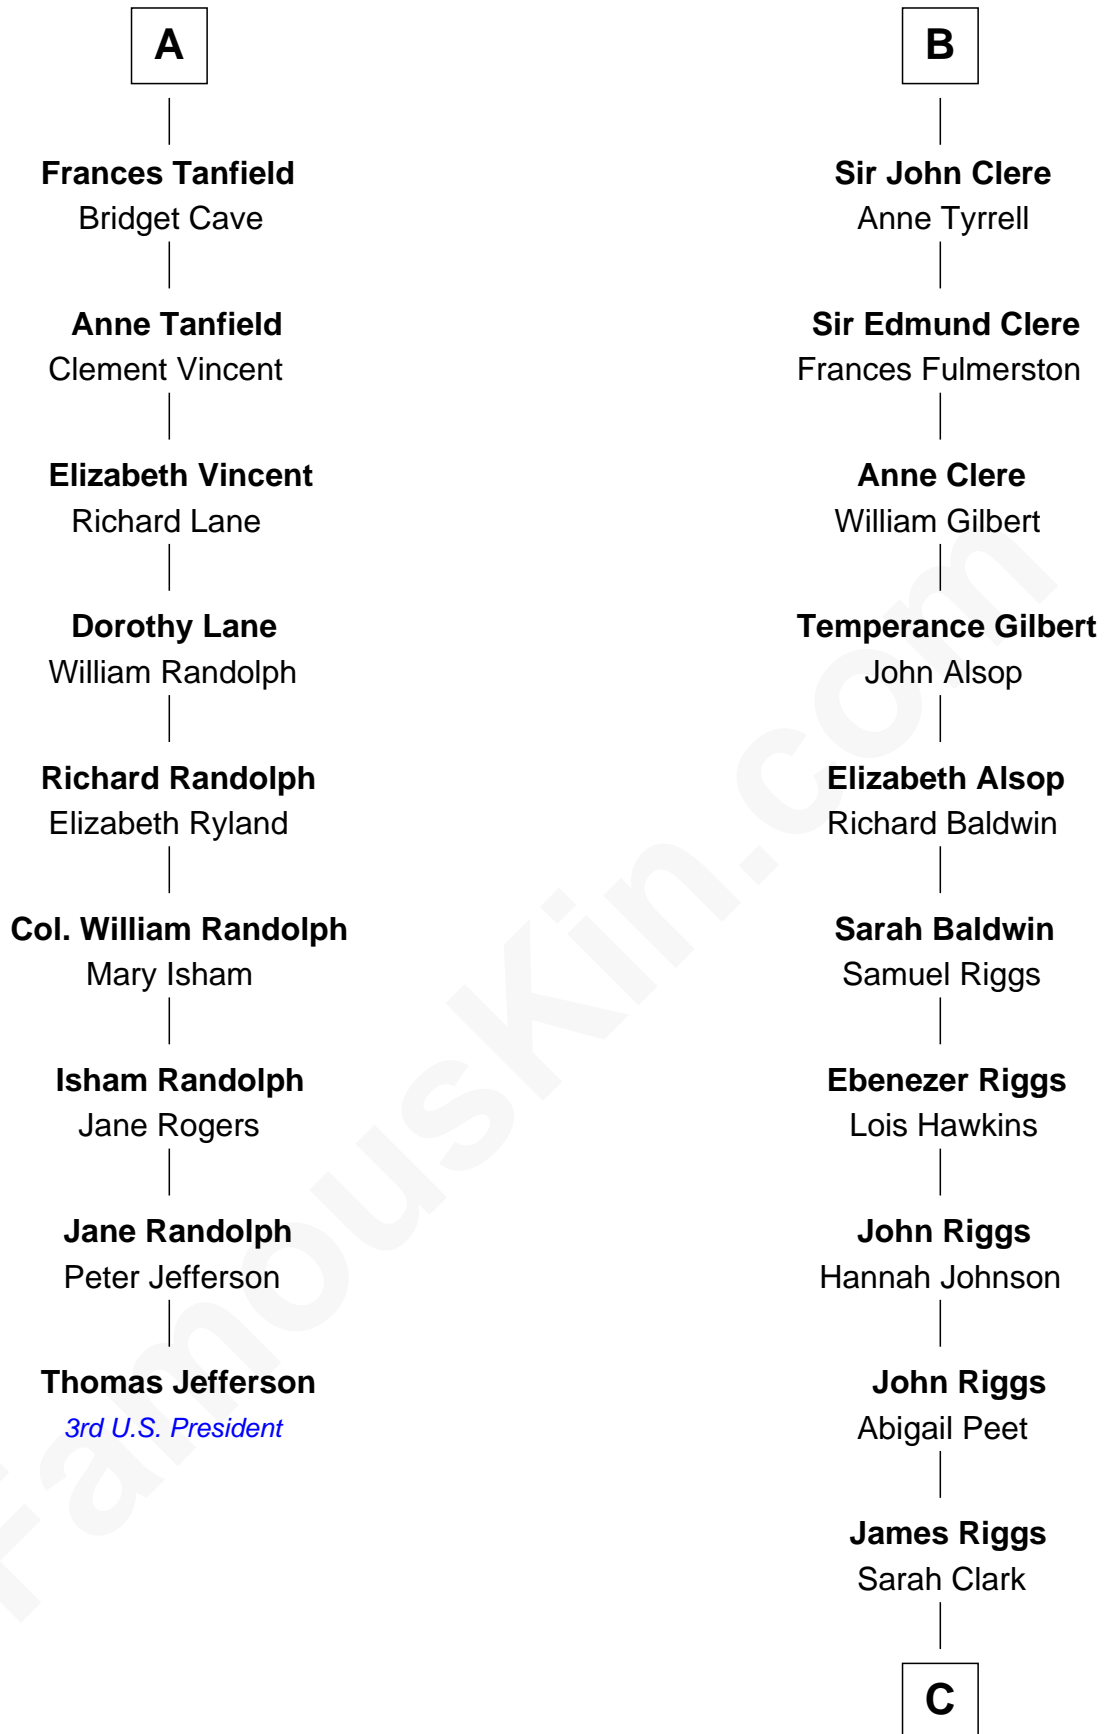 A
Frances Tanfield
Bridget Cave
Anne Tanfield
Clement Vincent
Elizabeth Vincent
Richard Lane
Dorothy Lane
William Randolph
Richard Randolph
Elizabeth Ryland
Col. William Randolph
Mary Isham
Isham Randolph
Jane Rogers
Jane Randolph
Peter Jefferson
Thomas Jefferson
3rd U.S. President
B
Sir John Clere
Anne Tyrrell
Sir Edmund Clere
Frances Fulmerston
Anne Clere
William Gilbert
Temperance Gilbert
John Alsop
Elizabeth Alsop
Richard Baldwin
Sarah Baldwin
Samuel Riggs
Ebenezer Riggs
Lois Hawkins
John Riggs
Hannah Johnson
John Riggs
Abigail Peet
James Riggs
Sarah Clark
C
FamousKin.com